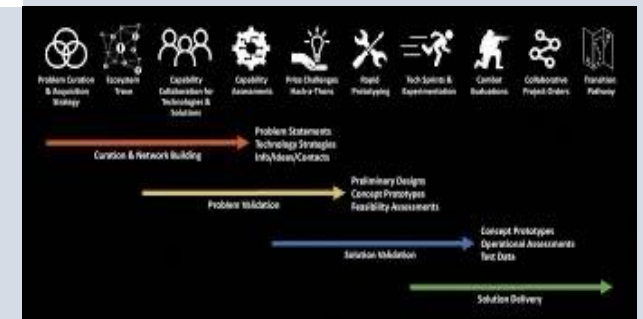 Problem Curation
& Acquisition
Strategy
Ecosystem
Trove
Capability
Collaboration for
Technologies &
Solutions
Capability
Assessments
Prize Challenges
Hack-a-Thons
Rapid
Prototyping
Tech Sprints &
Experimentation
Combat
Evaluations
Collaborative
Project Orders
Transition
Pathway
Problem Statements
Technology Strategies
Info/Ideas/Contacts
Curation & Network Building
Preliminary Designs
Concept Prototypes
Feasibility Assessments
Problem Validation
Concept Prototypes
Operational Assessments
Test Data
Solution Validation
Solution Delivery